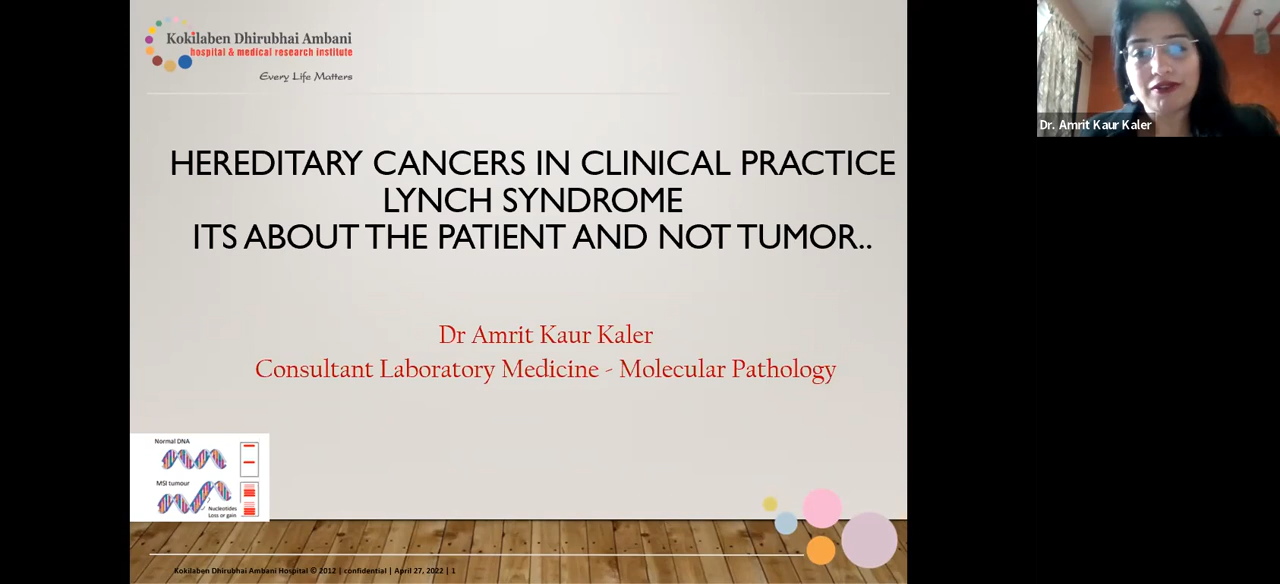 Kokilaben Dhirubhai Ambani
hospital & medical research institute
Every Life Matters
HEREDITARY CANCERS IN CLINICAL PRACTICE
LYNCH SYNDROME
ITS ABOUT THE PATIENT AND NOT TUMOR..
Dr Amrit Kaur Kaler
Consultant Laboratory Medicine - Molecular Pathology
Normal DNA
MSI tumour
Nucleotides
Loss or gain
Kokilaben Dhirubhai Ambani Hospital © 2012 | confidential | April 27, 2022 | 1
Dr. Amrit Kaur Kaler